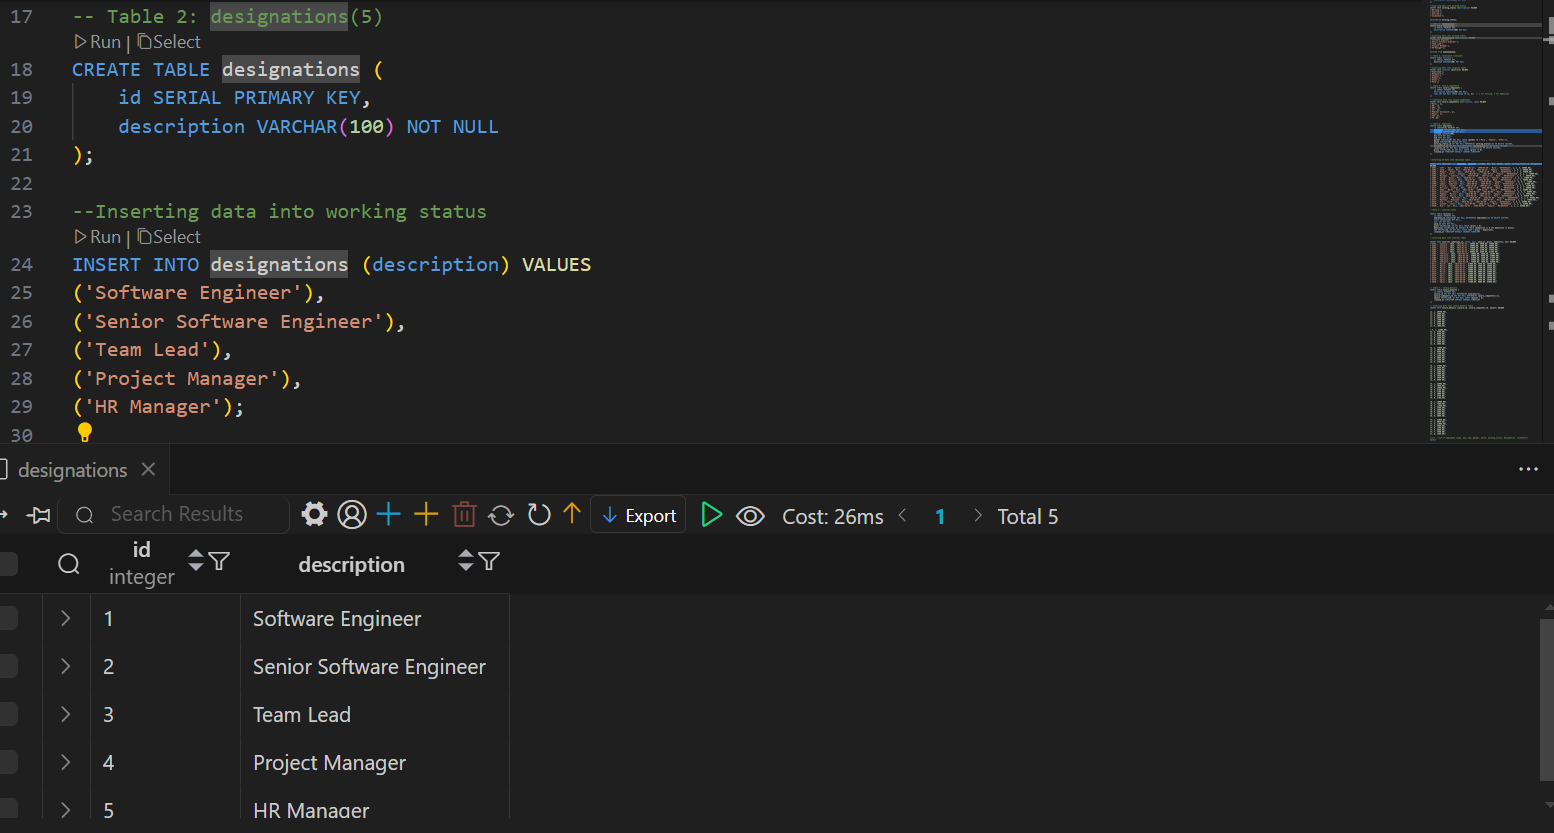 17 -- Table 2: designations(5)
Run | Select
18 CREATE TABLE designations (
19 id SERIAL PRIMARY KEY,
20 description VARCHAR(100) NOT NULL
21 );
22
23 --Inserting data into working status
Run | Select
24 INSERT INTO designations (description) VALUES
25 ('Software Engineer'),
26 ('Senior Software Engineer'),
27 ('Team Lead'),
28 ('Project Manager'),
29 ('HR Manager');
30
designations
Search Results Export Cost: 26ms 1 Total 5
id description
integer
1 Software Engineer
2 Senior Software Engineer
3 Team Lead
4 Project Manager
5 HR Manager